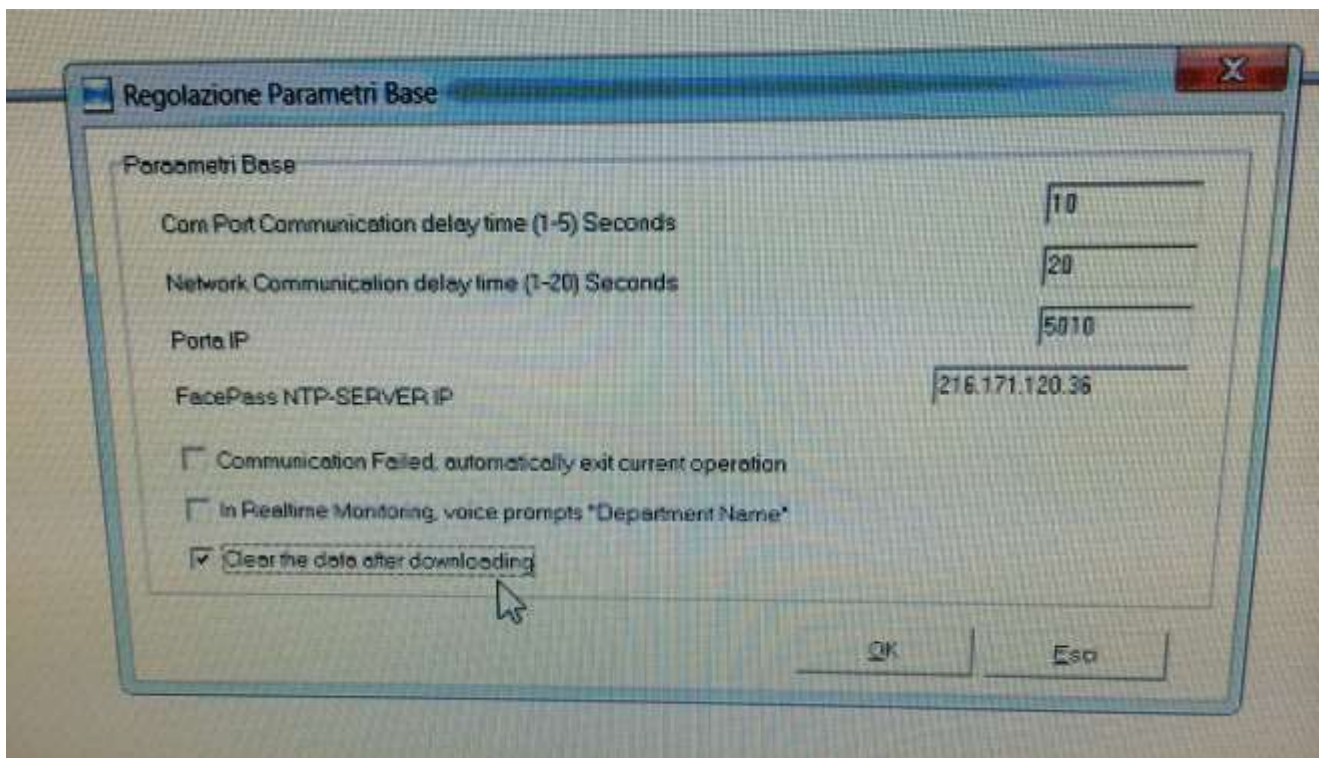 Regolazione Parametri Base
Paraametri Base
Com Port Communication delay time (1-5) Seconds
10
Network Communication delay time (1-20) Seconds
20
Porta IP
5010
FacePass NTP-SERVER IP
216.171.120.36
Communication Failed, automatically exit current operation
In Realtime Monitoring, voice prompts "Department Name"
Clear the data after downloading
OK
Esci